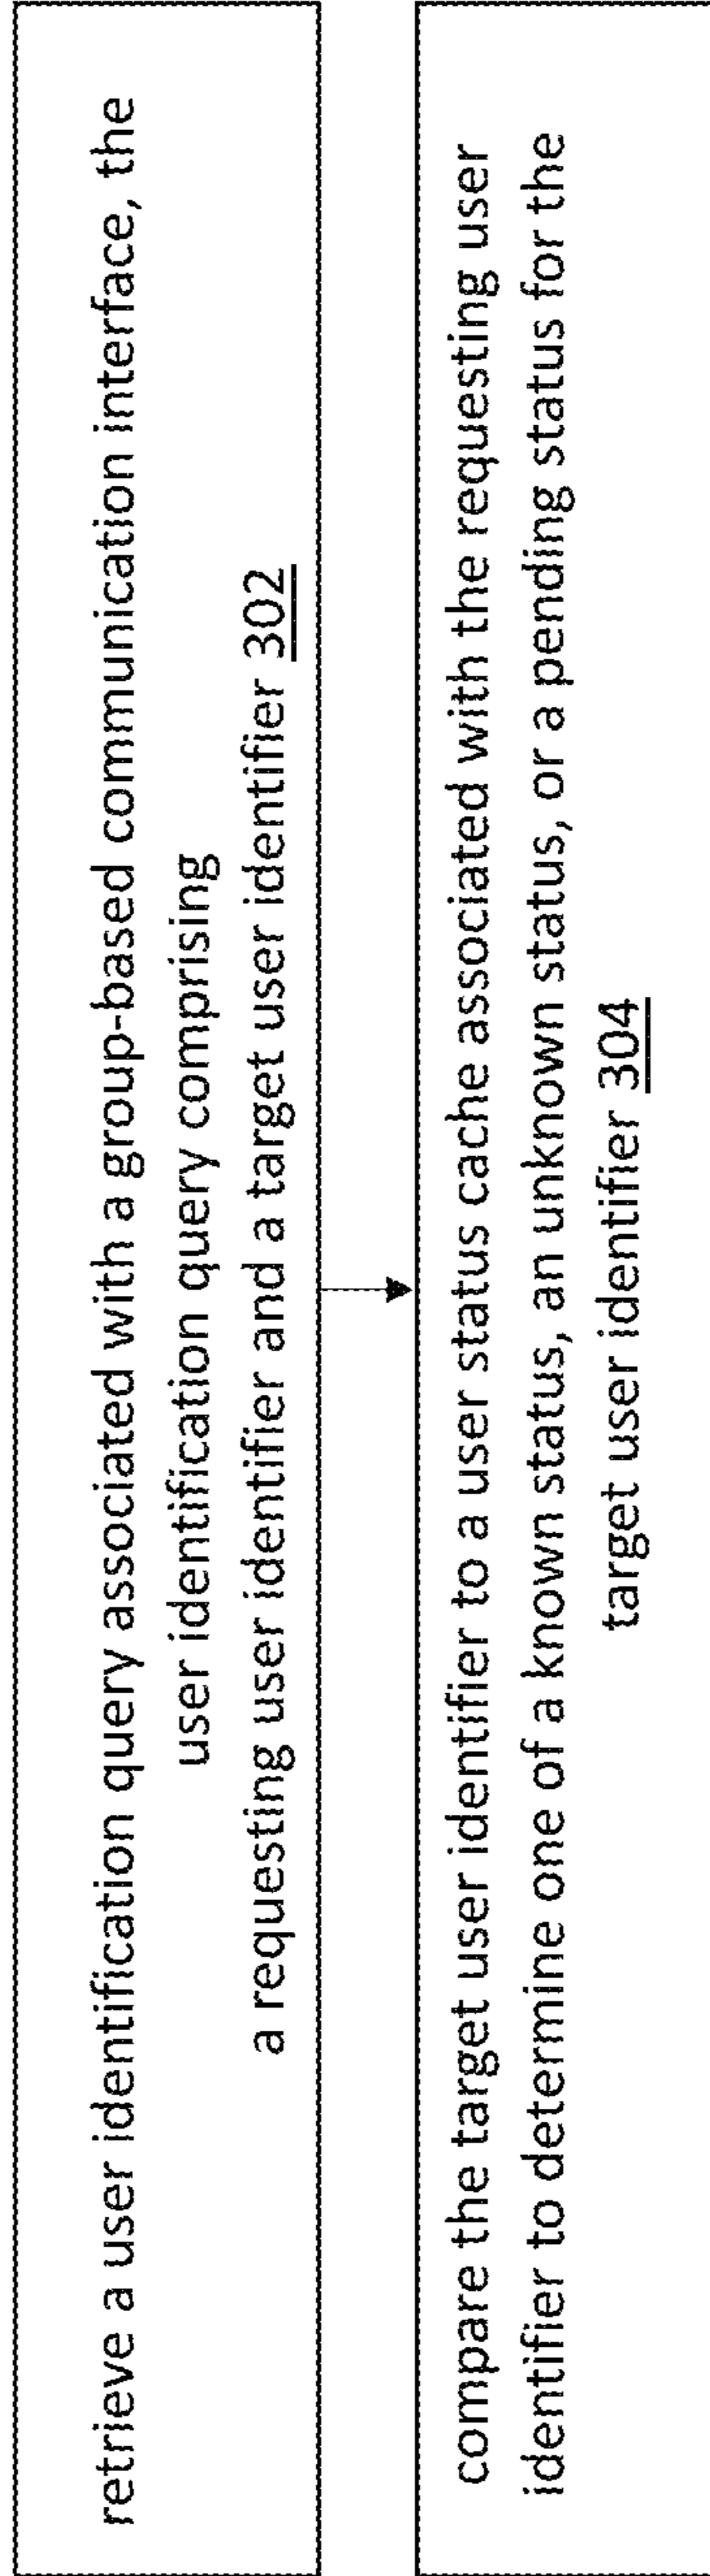 retrieve a user identification query associated with a group-based communication interface, the
user identification query comprising
a requesting user identifier and a target user identifier 302
compare the target user identifier to a user status cache associated with the requesting user
identifier to determine one of a known status, an unknown status, or a pending status for the
target user identifier 304